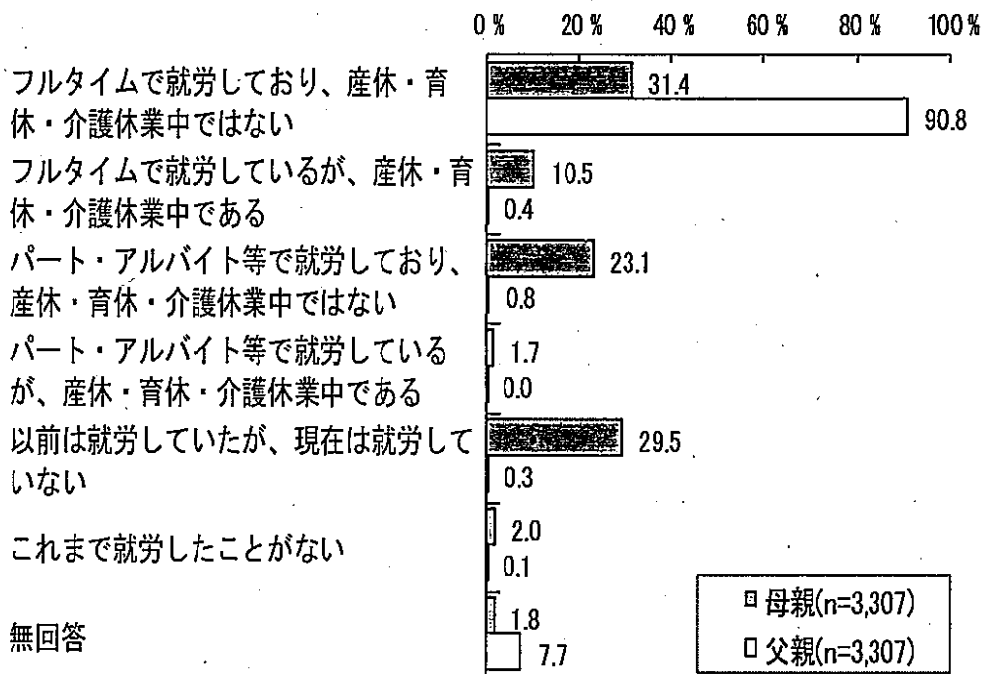 0% 20% 40% 60% 80% 100%
フルタイムで就労しており、産休・育
休・介護休業中ではない
31.4
90.8
フルタイムで就労しているが、産休・育
休・介護休業中である
10.5
0.4
パート・アルバイト等で就労しており、
産休・育休・介護休業中ではない
23.1
0.8
パート・アルバイト等で就労している
が、産休・育休・介護休業中である
1.7
0.0
以前は就労していたが、現在は就労して
いない
29.5
0.3
これまで就労したことがない
2.0
0.1
無回答
1.8
7.7
母親(n=3,307)
父親(n=3,307)